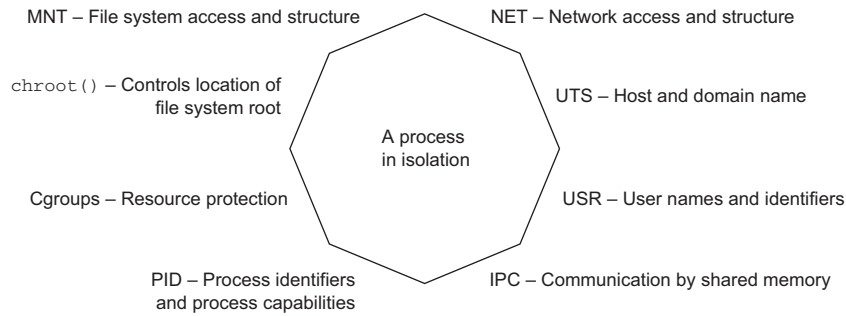 MNT – File system access and structure
NET – Network access and structure
chroot() – Controls location of
file system root
UTS – Host and domain name
A process
in isolation
Cgroups – Resource protection
USR – User names and identifiers
PID – Process identifiers
and process capabilities
IPC – Communication by shared memory